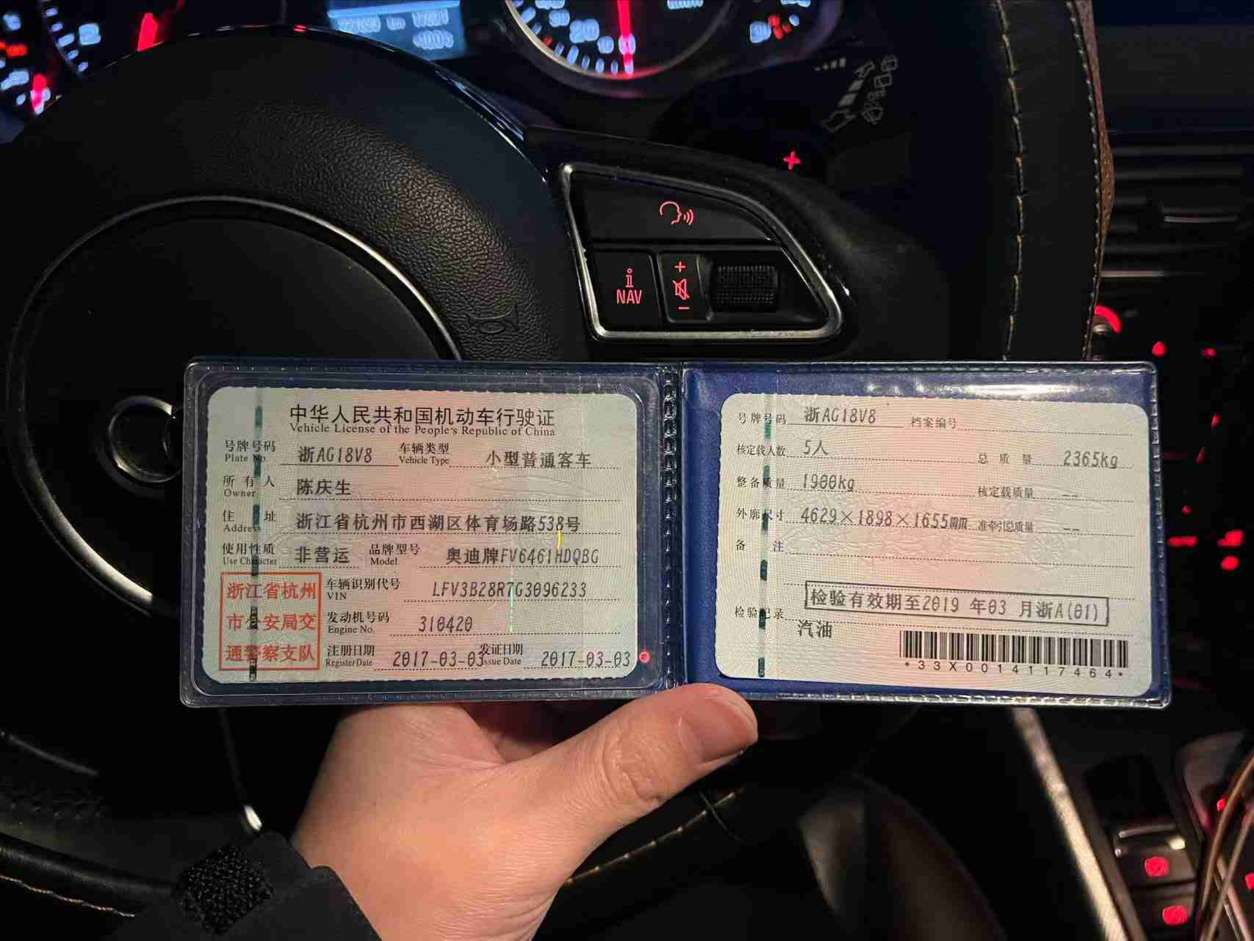 NAV
中华人民共和国机动车行驶证
Vehicle License of the People's Republic of China
号牌号码 浙AG18V8 车辆类型 小型普通客车
Plate No. Vehicle Type
所有人 陈庆生
Owner
住址 浙江省杭州市西湖区体育场路538号
Address
使用性质 非营运 品牌型号 奥迪牌FV6461HDQBG
Use Character Model
浙江省杭州
市公安局交
通警察支队
车辆识别代号 LFV3B28R7G3096233
VIN
发动机号码 310420
Engine No.
注册日期 2017-03-03 发证日期 2017-03-03
Register Date Issue Date
号牌号码 浙AG18V8 档案编号
核定载人数 5人 总质量 2365kg
整备质量 1900kg 核定载质量 --
外廓尺寸 4629×1898×1655mm 准牵引总质量 --
备注
检验有效期至2019 年03 月浙A(01)
检验记录
汽油
*33X0014117464*